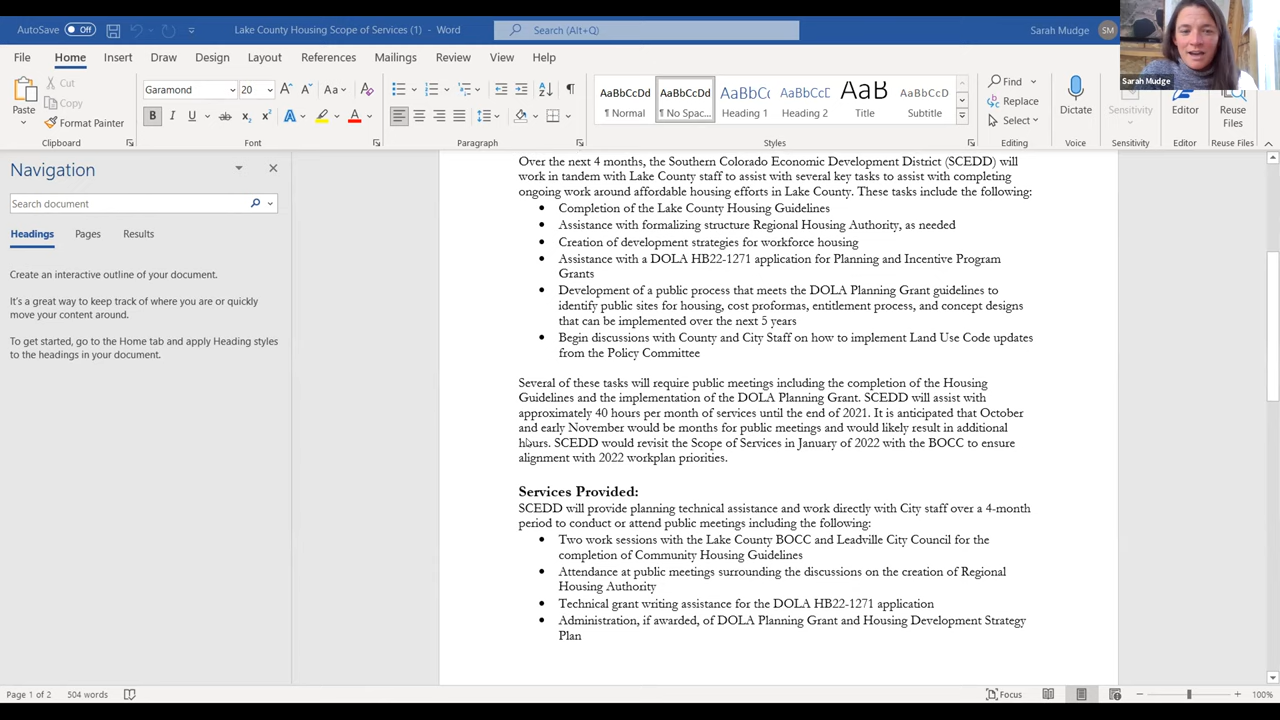 AutoSave Off Lake County Housing Scope of Services (1) - Word Search (Alt+Q) Sarah Mudge SM
File Home Insert Draw Design Layout References Mailings Review View Help
Paste Cut Copy Format Painter
Clipboard
Garamond 20
Font
Paragraph
AaBbCcDd AaBbCcDd AaBbCc AaBbCcD AaB AaBbCcD
¶ Normal ¶ No Spac... Heading 1 Heading 2 Title Subtitle
Styles
Find
Replace
Select
Editing
Dictate
Voice
Sensitivity
Sensitivity
Editor
Editor
Reuse
Files
Reuse Files
Sarah Mudge
Navigation
Search document
Headings Pages Results
Create an interactive outline of your document.
It's a great way to keep track of where you are or quickly
move your content around.
To get started, go to the Home tab and apply Heading styles
to the headings in your document.
Over the next 4 months, the Southern Colorado Economic Development District (SCEDD) will
work in tandem with Lake County staff to assist with several key tasks to assist with completing
ongoing work around affordable housing efforts in Lake County. These tasks include the following:
• Completion of the Lake County Housing Guidelines
• Assistance with formalizing structure Regional Housing Authority, as needed
• Creation of development strategies for workforce housing
• Assistance with a DOLA HB22-1271 application for Planning and Incentive Program
Grants
• Development of a public process that meets the DOLA Planning Grant guidelines to
identify public sites for housing, cost proformas, entitlement process, and concept designs
that can be implemented over the next 5 years
• Begin discussions with County and City Staff on how to implement Land Use Code updates
from the Policy Committee
Several of these tasks will require public meetings including the completion of the Housing
Guidelines and the implementation of the DOLA Planning Grant. SCEDD will assist with
approximately 40 hours per month of services until the end of 2021. It is anticipated that October
and early November would be months for public meetings and would likely result in additional
hours. SCEDD would revisit the Scope of Services in January of 2022 with the BOCC to ensure
alignment with 2022 workplan priorities.
Services Provided:
SCEDD will provide planning technical assistance and work directly with City staff over a 4-month
period to conduct or attend public meetings including the following:
• Two work sessions with the Lake County BOCC and Leadville City Council for the
completion of Community Housing Guidelines
• Attendance at public meetings surrounding the discussions on the creation of Regional
Housing Authority
• Technical grant writing assistance for the DOLA HB22-1271 application
• Administration, if awarded, of DOLA Planning Grant and Housing Development Strategy
Plan
Page 1 of 2 504 words Focus 100%